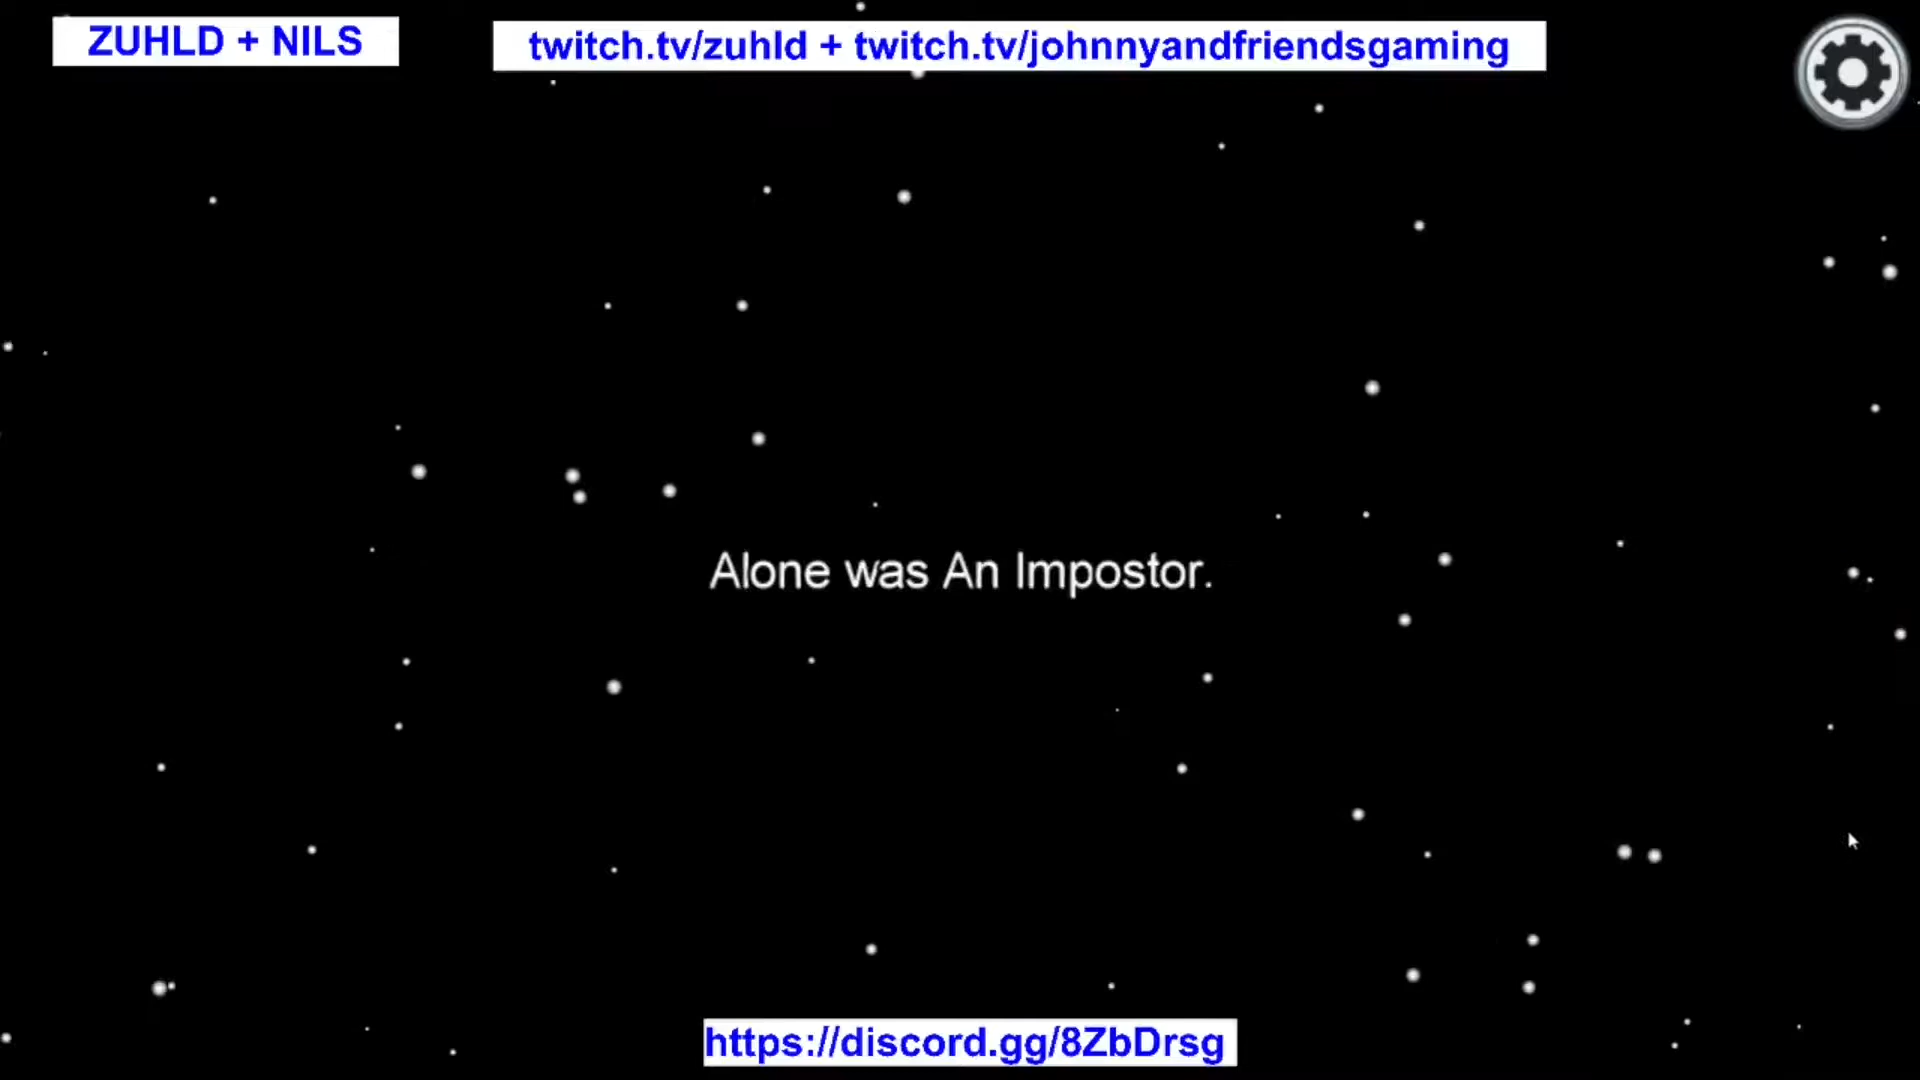 ZUHLD + NILS
twitch.tv/zuhld + twitch.tv/johnnyandfriendsgaming
Alone was An Impostor.
https://discord.gg/8ZbDrsg